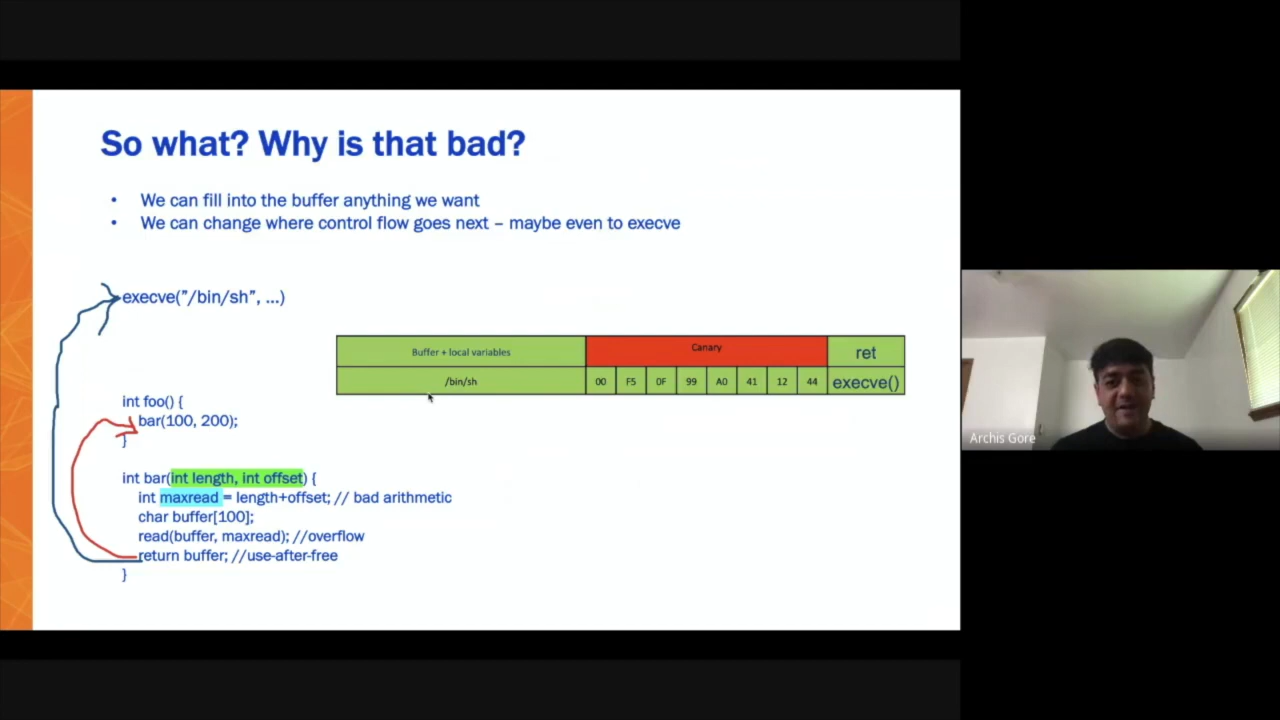 So what? Why is that bad?
• We can fill into the buffer anything we want
• We can change where control flow goes next – maybe even to execve
execve(”/bin/sh”, ...)
Buffer + local variables Canary ret
/bin/sh 00 F5 0F 99 A0 41 12 44 execve()
int foo() {
bar(100, 200);
}
int bar(int length, int offset) {
int maxread = length+offset; // bad arithmetic
char buffer[100];
read(buffer, maxread); //overflow
return buffer; //use-after-free
}
Archis Gore